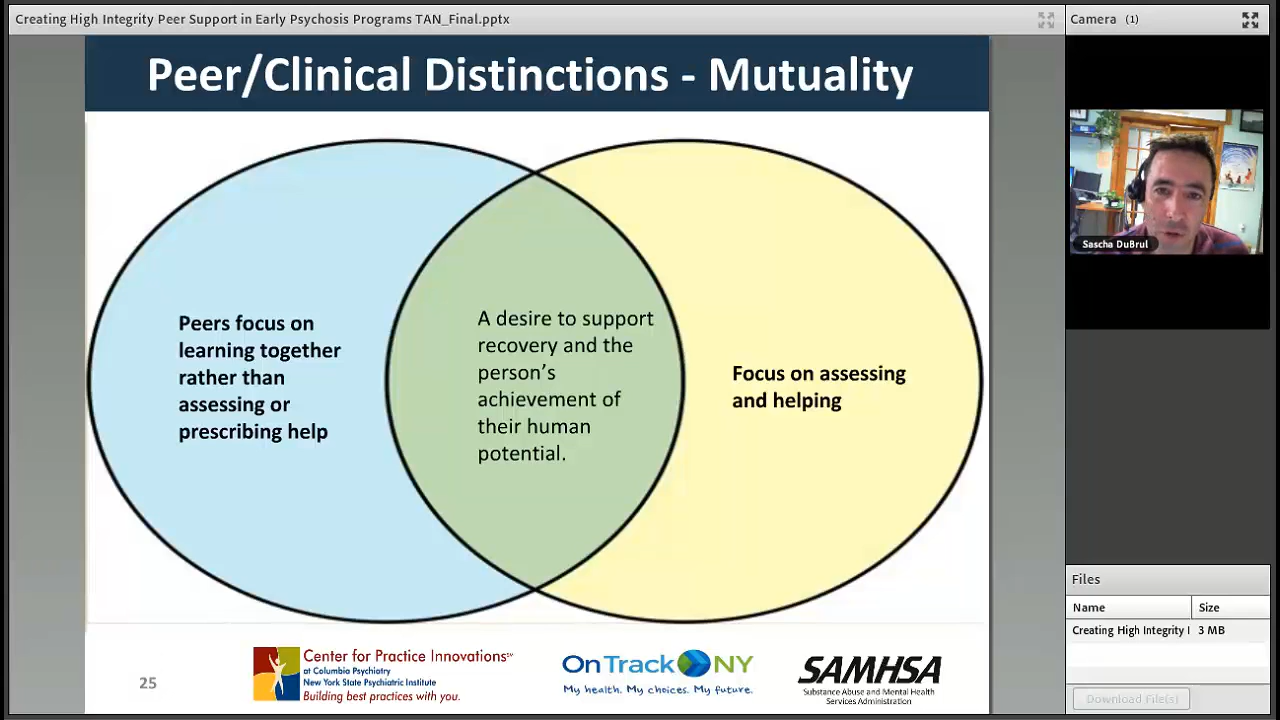 Creating High Integrity Peer Support in Early Psychosis Programs TAN_Final.pptx
Camera (1)
Peer/Clinical Distinctions - Mutuality
Sascha DuBrul
Peers focus on
learning together
rather than
assessing or
prescribing help
A desire to support
recovery and the
person's
achievement of
their human
potential.
Focus on assessing
and helping
Files
Name Size
Creating High Integrity I 3 MB
Download File(s)
25
Center for Practice Innovations℠
at Columbia Psychiatry
New York State Psychiatric Institute
Building best practices with you.
OnTrackNY
My health. My choices. My future.
SAMHSA
Substance Abuse and Mental Health
Services Administration